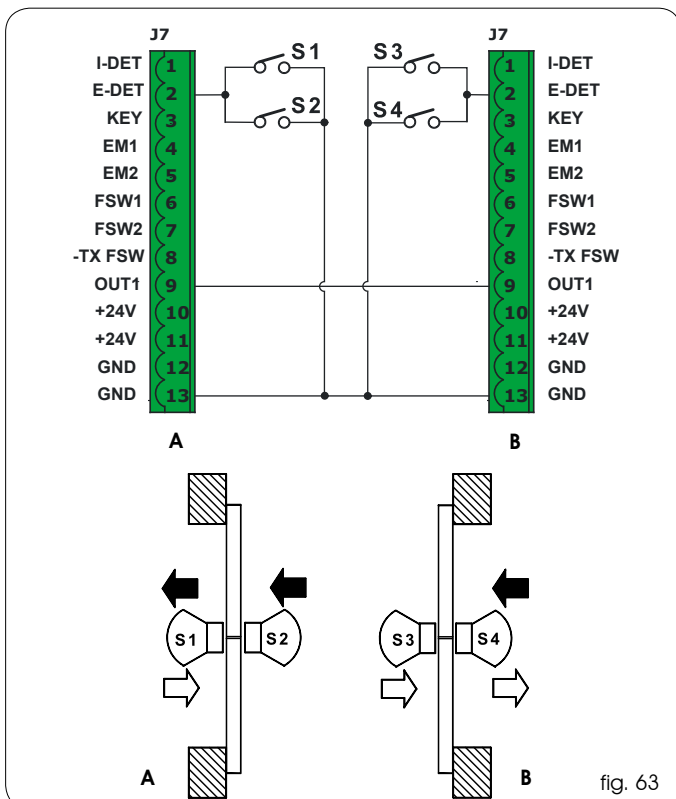 J7 J7
I-DET 1 S1 S3 1 I-DET
E-DET 2 S2 S4 2 E-DET
KEY 3 3 KEY
EM1 4 4 EM1
EM2 5 5 EM2
FSW1 6 6 FSW1
FSW2 7 7 FSW2
-TX FSW 8 8 -TX FSW
OUT1 9 9 OUT1
+24V 10 10 +24V
+24V 11 11 +24V
GND 12 12 GND
GND 13 13 GND
A B
S1 S2 S3 S4
A B
fig. 63